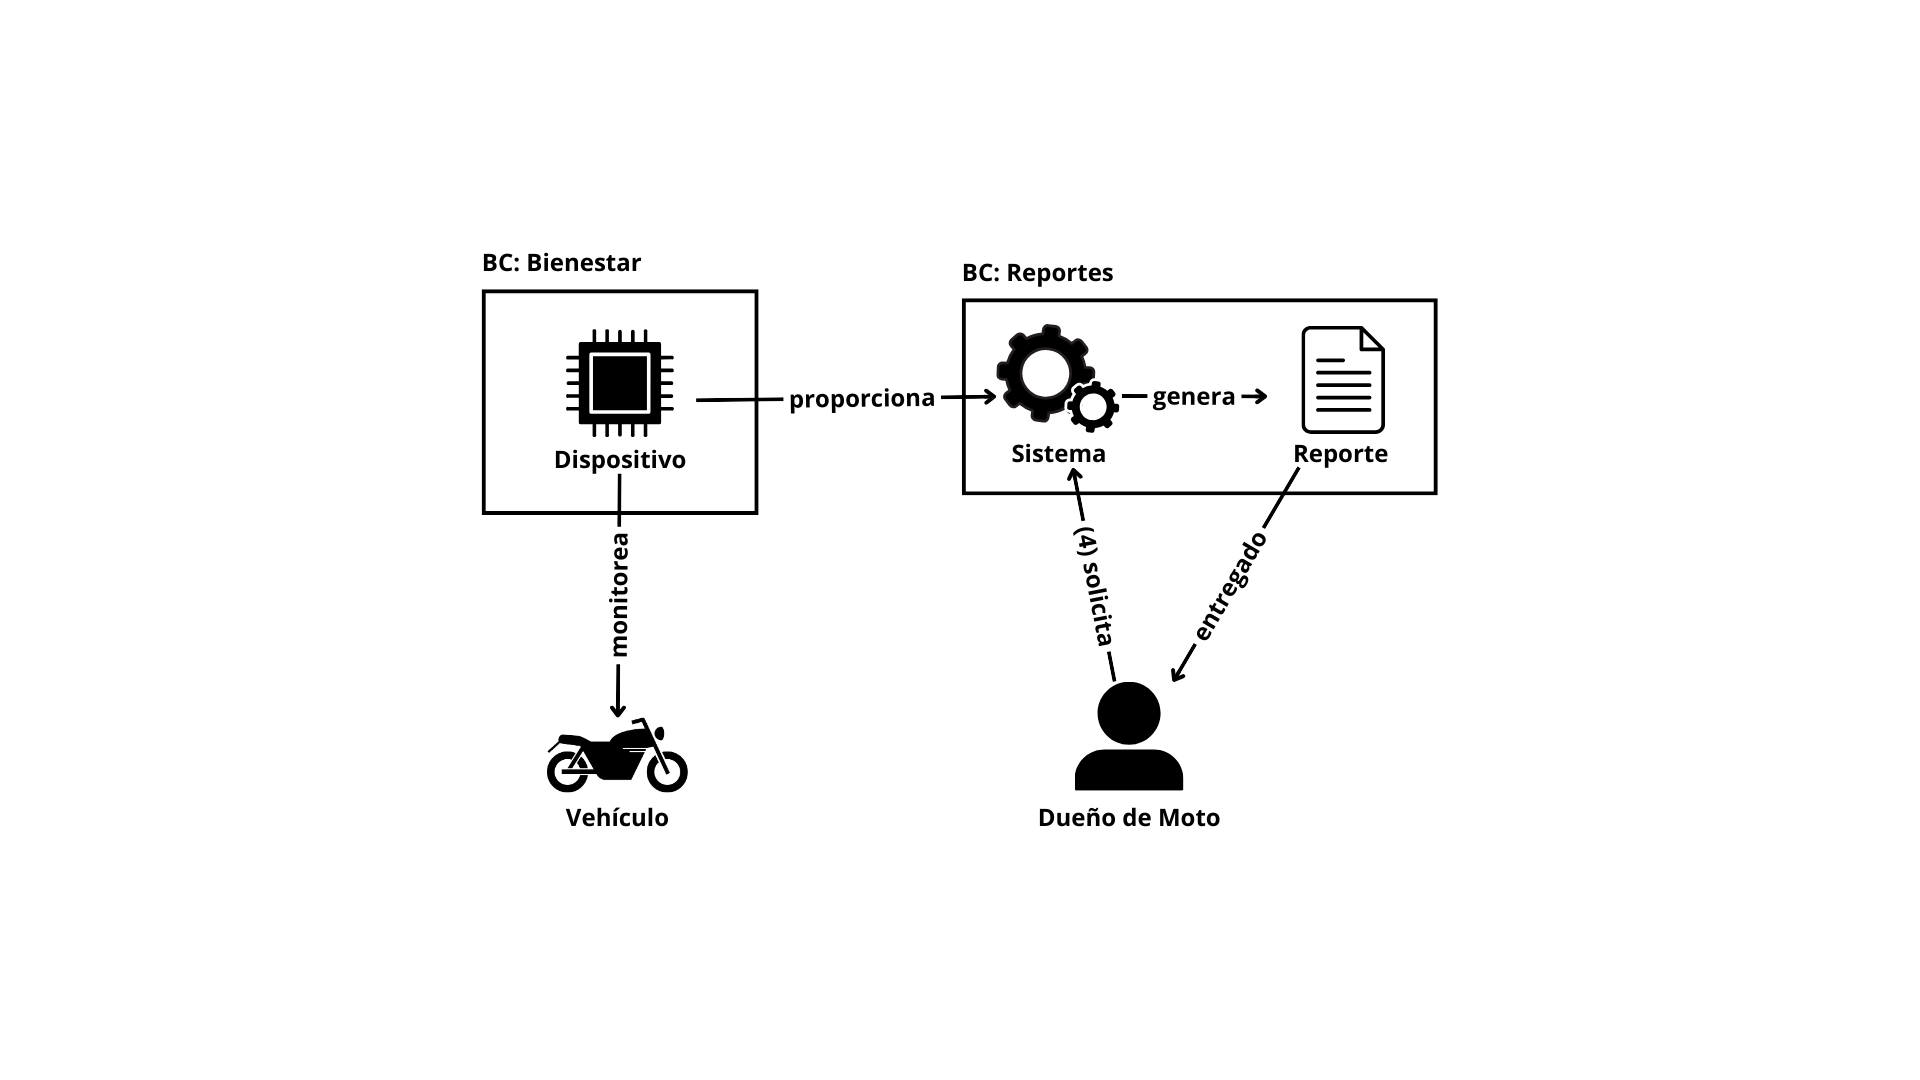 BC: Bienestar
BC: Reportes
Dispositivo
proporciona
Sistema
genera
Reporte
monitorea
(4) solicita
entregado
Vehículo
Dueño de Moto